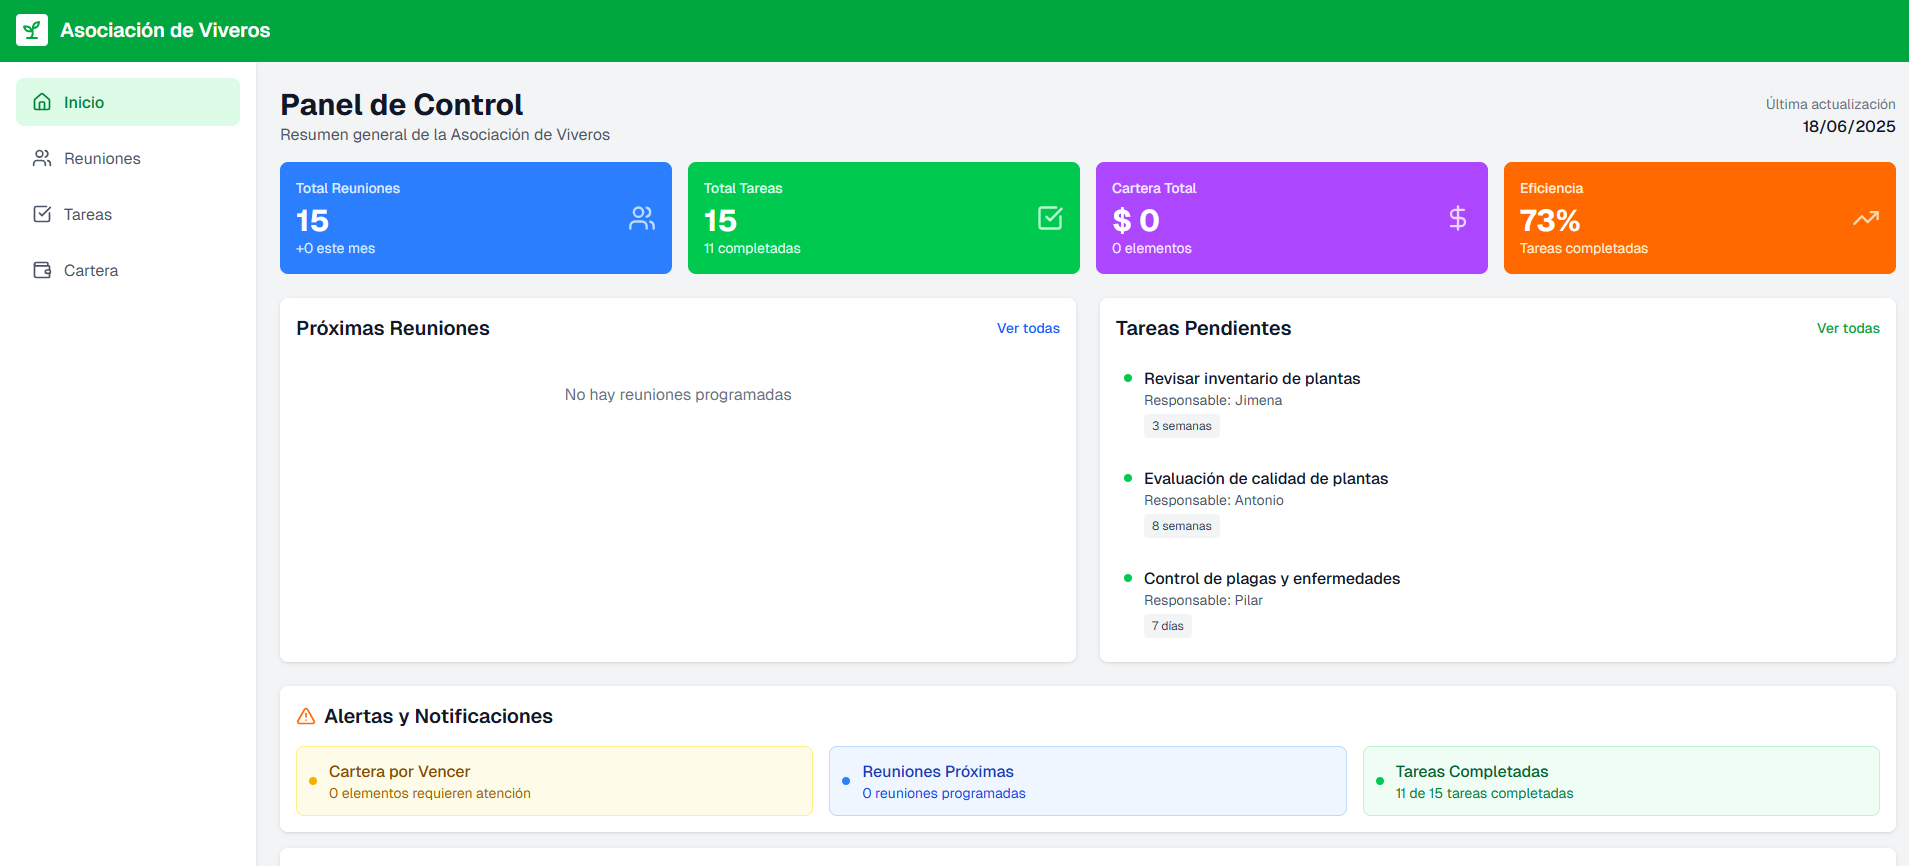 Asociación de Viveros
Inicio
Reuniones
Tareas
Cartera
Panel de Control
Resumen general de la Asociación de Viveros
Última actualización
18/06/2025
Total Reuniones
15
+0 este mes
Total Tareas
15
11 completadas
Cartera Total
$ 0
0 elementos
Eficiencia
73%
Tareas completadas
Próximas Reuniones
Ver todas
No hay reuniones programadas
Tareas Pendientes
Ver todas
Revisar inventario de plantas
Responsable: Jimena
3 semanas
Evaluación de calidad de plantas
Responsable: Antonio
8 semanas
Control de plagas y enfermedades
Responsable: Pilar
7 días
Alertas y Notificaciones
Cartera por Vencer
0 elementos requieren atención
Reuniones Próximas
0 reuniones programadas
Tareas Completadas
11 de 15 tareas completadas